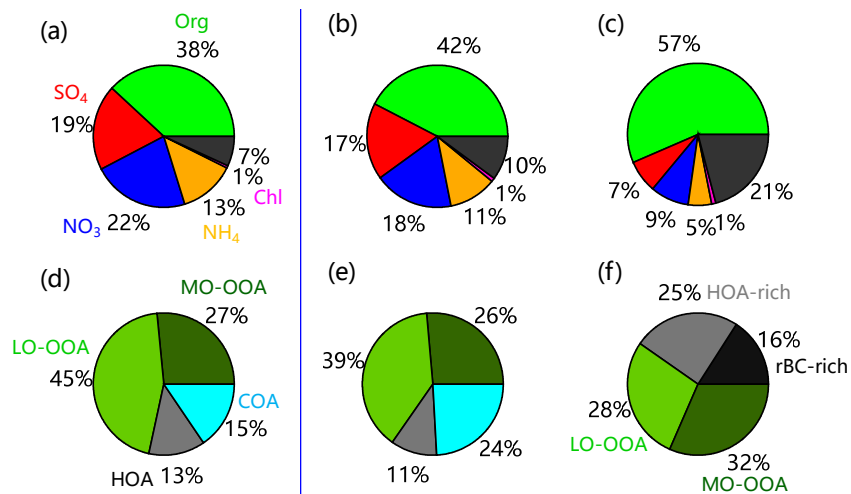 (a)
Org
38%
SO₄
19%
7%
1%
Chl
13%
NH₄
NO₃ 22%
(b)
42%
17%
10%
1%
11%
18%
(c)
57%
7%
21%
9%
5%
1%
(d)
MO-OOA
27%
LO-OOA
45%
COA
15%
HOA 13%
(e)
26%
39%
24%
11%
(f)
25% HOA-rich
16%
rBC-rich
28%
LO-OOA
32%
MO-OOA